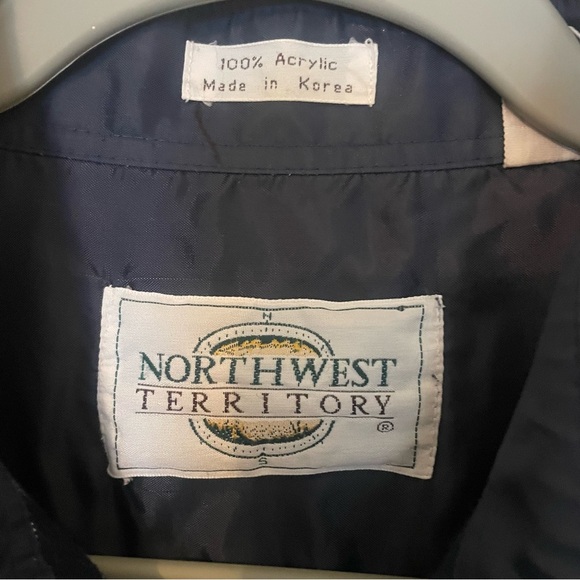 100% Acrylic
Made in Korea
N
NORTHWEST
TERRITORY
®
S